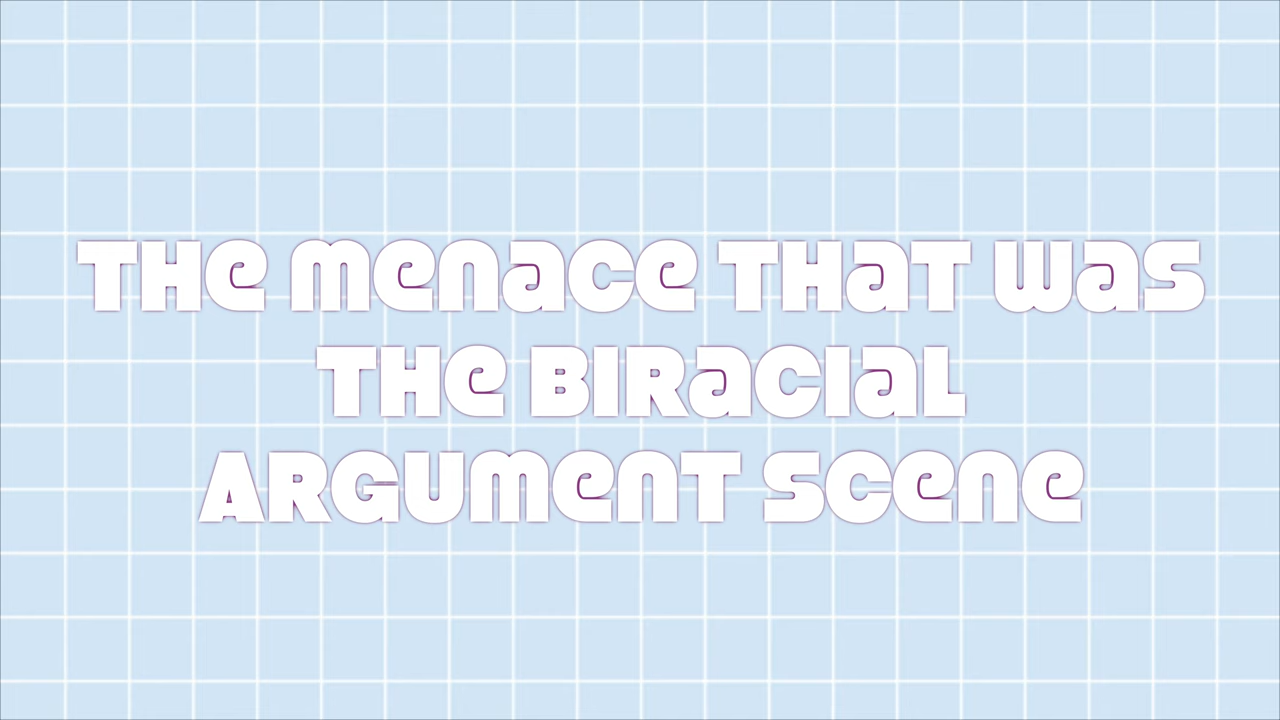 THE MENACE THAT WAS
THE BIRACIAL
ARGUMENT SCENE